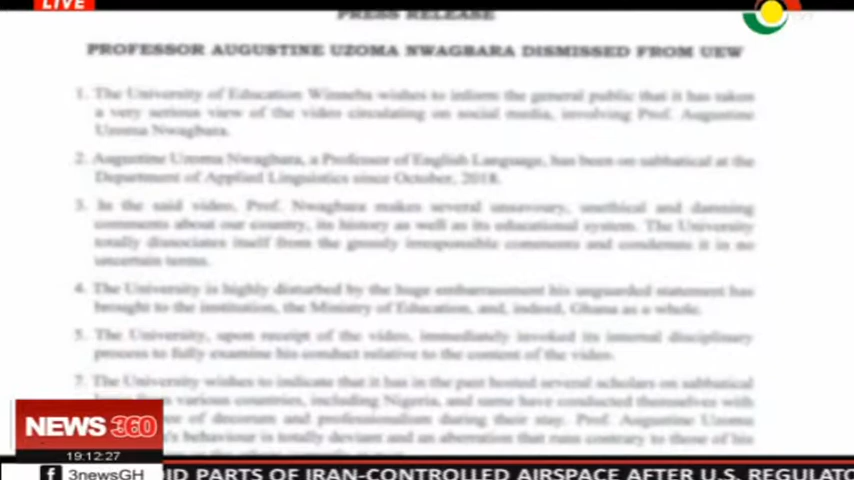 LIVE
PRESS RELEASE
PROFESSOR AUGUSTINE UZOMA NWAGBARA DISMISSED FROM UEW
1. The University of Education Winneba wishes to inform the general public that it has taken
a very serious view of the video circulating on social media, involving Prof. Augustine
Uzoma Nwagbara.
2. Augustine Uzoma Nwagbara, a Professor of English Language, has been on sabbatical at the
Department of Applied Linguistics since October, 2018.
3. In the said video, Prof. Nwagbara makes several unsavoury, unethical and damning
comments about our country, its history as well as its educational system. The University
totally dissociates itself from the grossly irresponsible comments and condemns it in no
uncertain terms.
4. The University is highly disturbed by the huge embarrassment his unguarded statement has
brought to the institution, the Ministry of Education, and, indeed, Ghana as a whole.
5. The University, upon receipt of the video, immediately invoked its internal disciplinary
process to fully examine his conduct relative to the content of the video.
7. The University wishes to indicate that it has in the past hosted several scholars on sabbatical
from various countries, including Nigeria, and same have conducted themselves with
of decorum and professionalism during their stay. Prof. Augustine Uzoma
's behaviour is totally deviant and an aberration that runs contrary to those of his
NEWS 360
19:12:27
3newsGH
OID PARTS OF IRAN-CONTROLLED AIRSPACE AFTER U.S. REGULATO